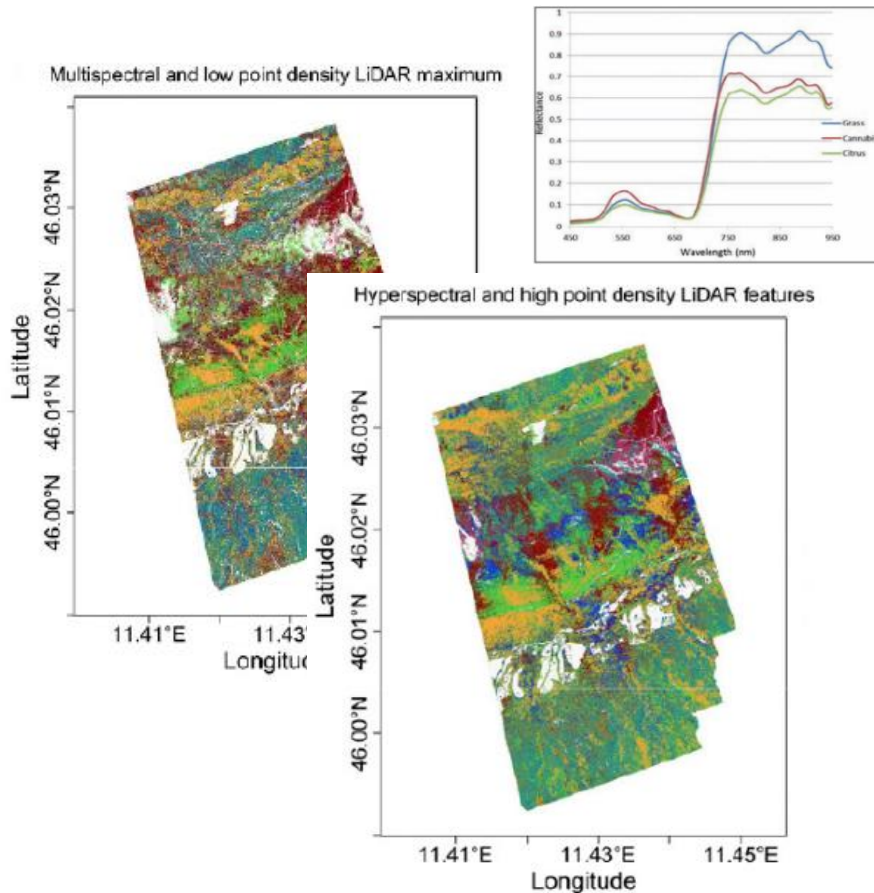 Multispectral and low point density LiDAR maximum
Latitude
46.03°N
46.02°N
46.01°N
46.00°N
11.41°E
11.43°
Longitu
1
0.9
0.8
0.7
0.6
0.5
0.4
0.3
0.2
0.1
0
Reflectance
450
550
650
750
850
950
Wavelength (nm)
Grass
Cannabi
Citrus
Hyperspectral and high point density LiDAR features
Latitude
46.03°N
46.02°N
46.01°N
46.00°N
11.41°E
11.43°E
11.45°E
Longitude